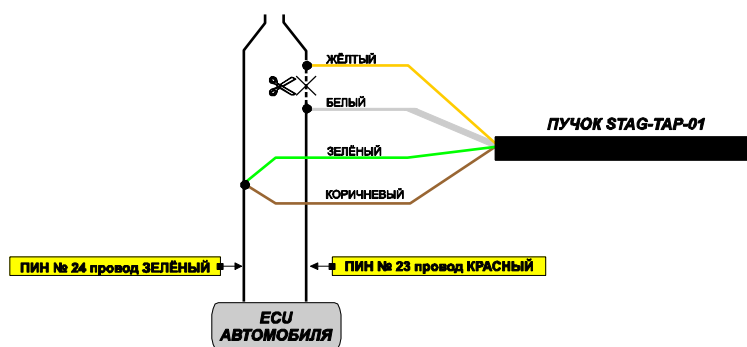 ЖЁЛТЫЙ
БЕЛЫЙ
ПУЧОК STAG-TAP-01
ЗЕЛЁНЫЙ
КОРИЧНЕВЫЙ
ПИН № 24 провод ЗЕЛЁНЫЙ
ПИН № 23 провод КРАСНЫЙ
ECU
АВТОМОБИЛЯ